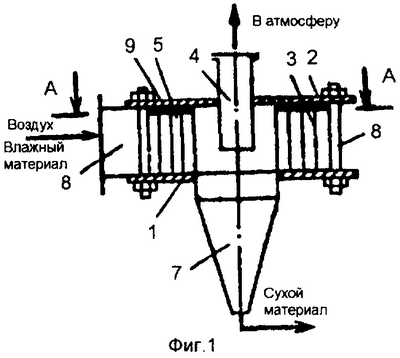 В атмосферу
9 5 4 3 2
А А
Воздух
Влажный
материал
8 8
1
7
Сухой
материал
Фиг.1